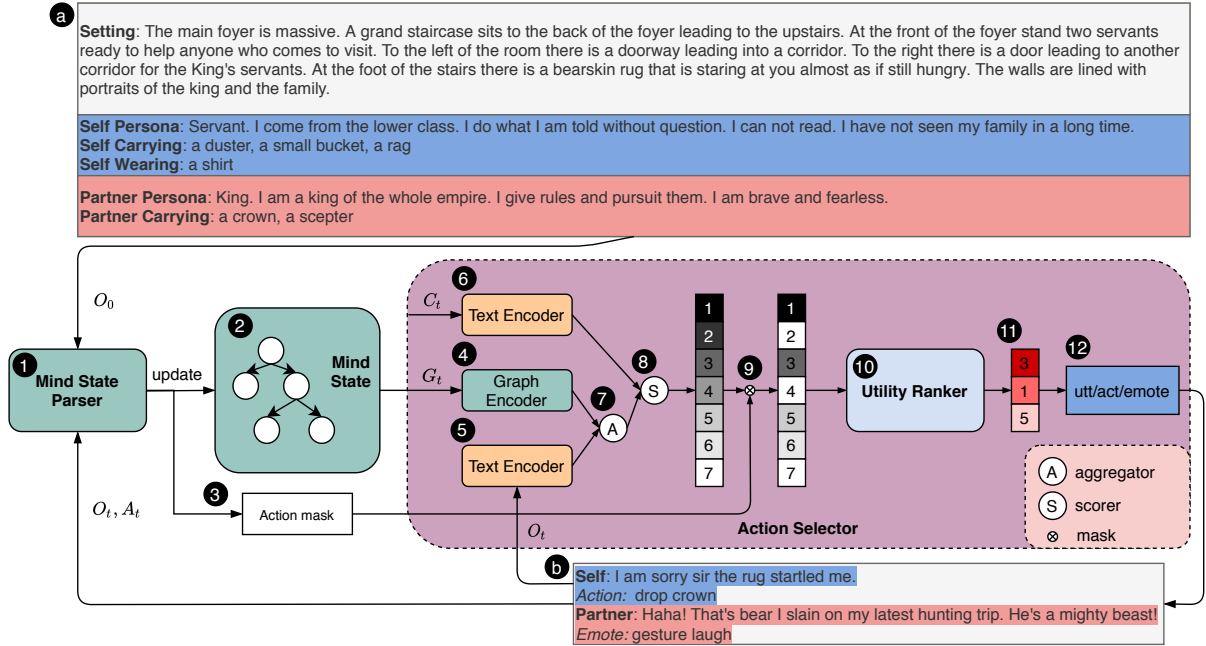 a
Setting: The main foyer is massive. A grand staircase sits to the back of the foyer leading to the upstairs. At the front of the foyer stand two servants
ready to help anyone who comes to visit. To the left of the room there is a doorway leading into a corridor. To the right there is a door leading to another
corridor for the King's servants. At the foot of the stairs there is a bearskin rug that is staring at you almost as if still hungry. The walls are lined with
portraits of the king and the family.
Self Persona: Servant. I come from the lower class. I do what I am told without question. I can not read. I have not seen my family in a long time.
Self Carrying: a duster, a small bucket, a rag
Self Wearing: a shirt
Partner Persona: King. I am a king of the whole empire. I give rules and pursuit them. I am brave and fearless.
Partner Carrying: a crown, a scepter
O_0
1
Mind State
Parser
update
O_t, A_t
2
Mind
State
3
Action mask
C_t
G_t
O_t
6
Text Encoder
4
Graph
Encoder
5
Text Encoder
7
A
8
S
1
2
3
4
5
6
7
9
1
2
3
4
5
6
7
10
Utility Ranker
11
3
1
5
12
utt/act/emote
A aggregator
S scorer
mask
Action Selector
b
Self: I am sorry sir the rug startled me.
Action: drop crown
Partner: Haha! That's bear I slain on my latest hunting trip. He's a mighty beast!
Emote: gesture laugh